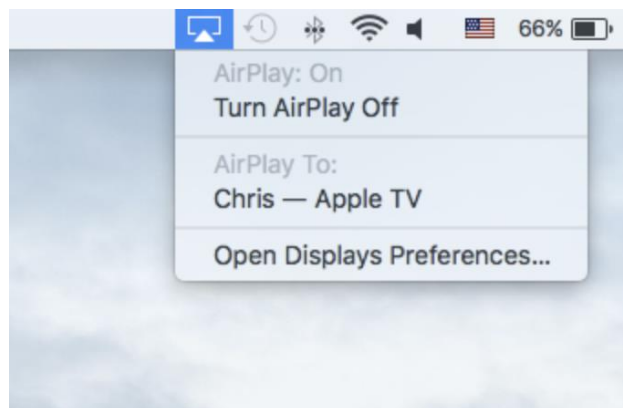 66%
AirPlay: On
Turn AirPlay Off
AirPlay To:
Chris — Apple TV
Open Displays Preferences...